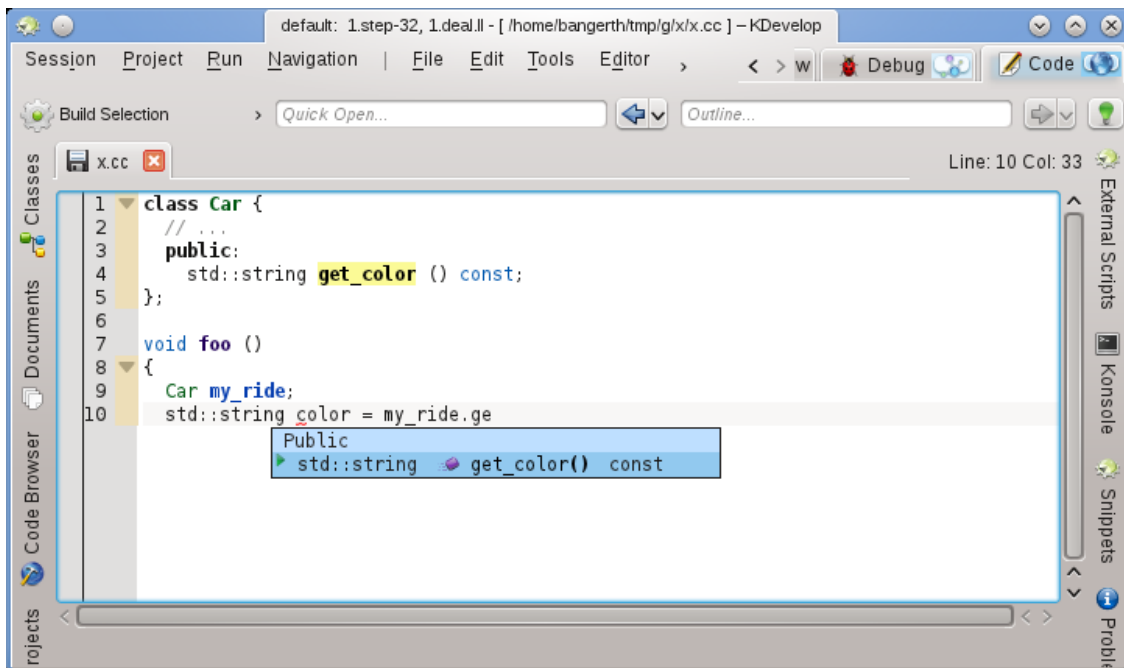 default:  1.step-32, 1.deal.ll - [ /home/bangerth/tmp/g/x/x.cc ] – KDevelop
Session Project Run Navigation | File Edit Tools Editor › < > w Debug Code
Build Selection › Quick Open... Outline...
x.cc Line: 10 Col: 33
Classes
Documents
Code Browser
rojects
1 class Car {
2 // ...
3 public:
4 std::string get_color () const;
5 };
6
7 void foo ()
8 {
9 Car my_ride;
10 std::string color = my_ride.ge
Public
std::string get_color() const
External Scripts
Konsole
Snippets
Proble